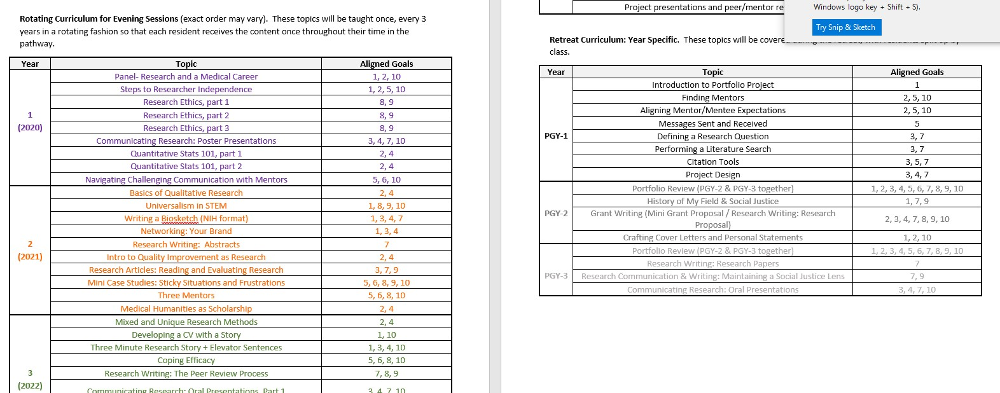 Rotating Curriculum for Evening Sessions (exact order may vary). These topics will be taught once, every 3
years in a rotating fashion so that each resident receives the content once throughout their time in the
pathway.
Year Topic Aligned Goals
1
(2020)
Panel- Research and a Medical Career 1, 2, 10
Steps to Researcher Independence 1, 2, 5, 10
Research Ethics, part 1 8, 9
Research Ethics, part 2 8, 9
Research Ethics, part 3 8, 9
Communicating Research: Poster Presentations 3, 4, 7, 10
Quantitative Stats 101, part 1 2, 4
Quantitative Stats 101, part 2 2, 4
Navigating Challenging Communication with Mentors 5, 6, 10
2
(2021)
Basics of Qualitative Research 2, 4
Universalism in STEM 1, 8, 9, 10
Writing a Biosketch (NIH format) 1, 3, 4, 7
Networking: Your Brand 1, 3, 4
Research Writing: Abstracts 7
Intro to Quality Improvement as Research 2, 4
Research Articles: Reading and Evaluating Research 3, 7, 9
Mini Case Studies: Sticky Situations and Frustrations 5, 6, 8, 9, 10
Three Mentors 5, 6, 8, 10
Medical Humanities as Scholarship 2, 4
3
(2022)
Mixed and Unique Research Methods 2, 4
Developing a CV with a Story 1, 10
Three Minute Research Story + Elevator Sentences 1, 3, 4, 10
Coping Efficacy 5, 6, 8, 10
Research Writing: The Peer Review Process 7, 8, 9
Communicating Research: Oral Presentations, Part 1 3, 4, 7, 10
Project presentations and peer/mentor re
Windows logo key + Shift + S).
Try Snip & Sketch
Retreat Curriculum: Year Specific. These topics will be covere
class.
Year Topic Aligned Goals
PGY-1
Introduction to Portfolio Project 1
Finding Mentors 2, 5, 10
Aligning Mentor/Mentee Expectations 2, 5, 10
Messages Sent and Received 5
Defining a Research Question 3, 7
Performing a Literature Search 3, 7
Citation Tools 3, 5, 7
Project Design 3, 4, 7
PGY-2
Portfolio Review (PGY-2 & PGY-3 together) 1, 2, 3, 4, 5, 6, 7, 8, 9, 10
History of My Field & Social Justice 1, 7, 9
Grant Writing (Mini Grant Proposal / Research Writing: Research
Proposal) 2, 3, 4, 7, 8, 9, 10
Crafting Cover Letters and Personal Statements 1, 2, 10
PGY-3
Portfolio Review (PGY-2 & PGY-3 together) 1, 2, 3, 4, 5, 6, 7, 8, 9, 10
Research Writing: Research Papers 7
Research Communication & Writing: Maintaining a Social Justice Lens 7, 9
Communicating Research: Oral Presentations 3, 4, 7, 10